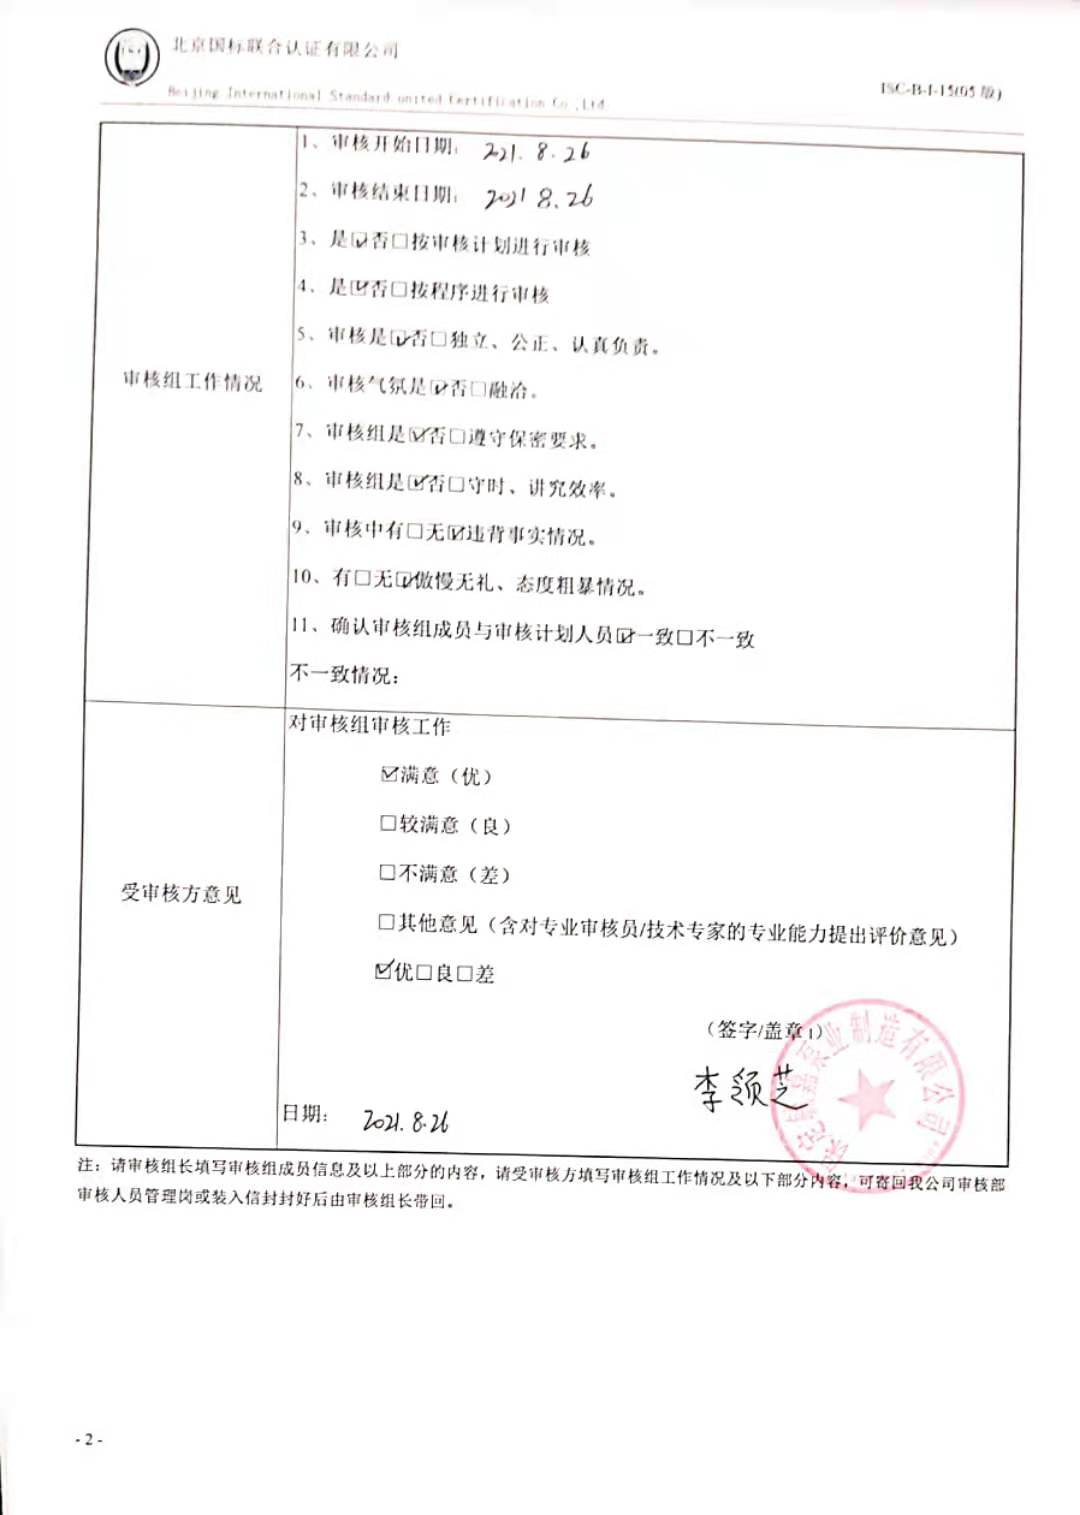 北京国标联合认证有限公司
Beijing International Standard united Certification Co.,Ltd.
ISC-B-I-15(05 版)
审核组工作情况
1、审核开始日期： 2021.8.26
2、审核结束日期： 2021 8.26
3、是☑否□按审核计划进行审核
4、是☑否□按程序进行审核
5、审核是☑否□独立、公正、认真负责。
6、审核气氛是☑否□融洽。
7、审核组是☑否□遵守保密要求。
8、审核组是☑否□守时、讲究效率。
9、审核中有□无☑违背事实情况。
10、有□无☑傲慢无礼、态度粗暴情况。
11、确认审核组成员与审核计划人员☑一致□不一致
不一致情况：
受审核方意见
对审核组审核工作
☑满意（优）
□较满意（良）
□不满意（差）
□其他意见（含对专业审核员/技术专家的专业能力提出评价意见）
☑优□良□差
（签字/盖章）
李颂芝
泵业制造有限公司
日期： 2021.8.26
注：请审核组长填写审核组成员信息及以上部分的内容，请受审核方填写审核组工作情况及以下部分内容，可寄回我公司审核部
审核人员管理岗或装入信封封好后由审核组长带回。
- 2 -